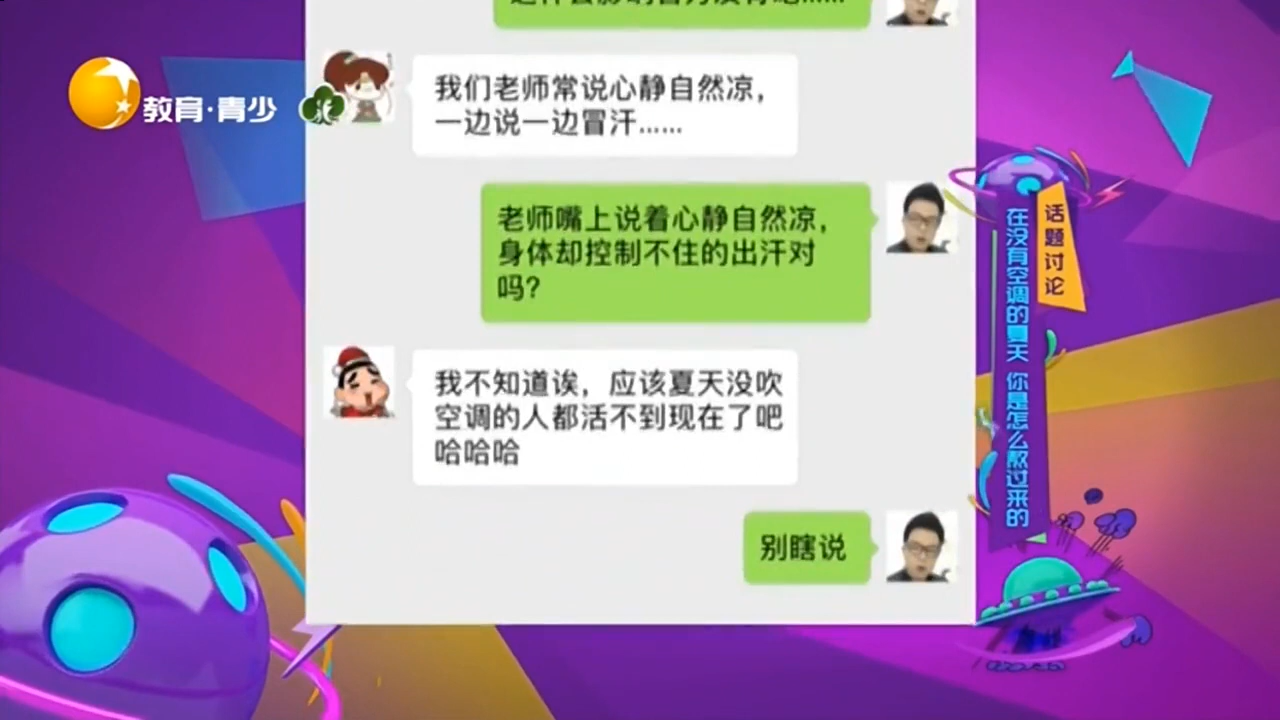 教育·青少
我们老师常说心静自然凉，
一边说一边冒汗……
老师嘴上说着心静自然凉，
身体却控制不住的出汗对
吗？
我不知道诶，应该夏天没吹
空调的人都活不到现在了吧
哈哈哈
别瞎说
话题讨论
在没有空调的夏天 你是怎么熬过来的